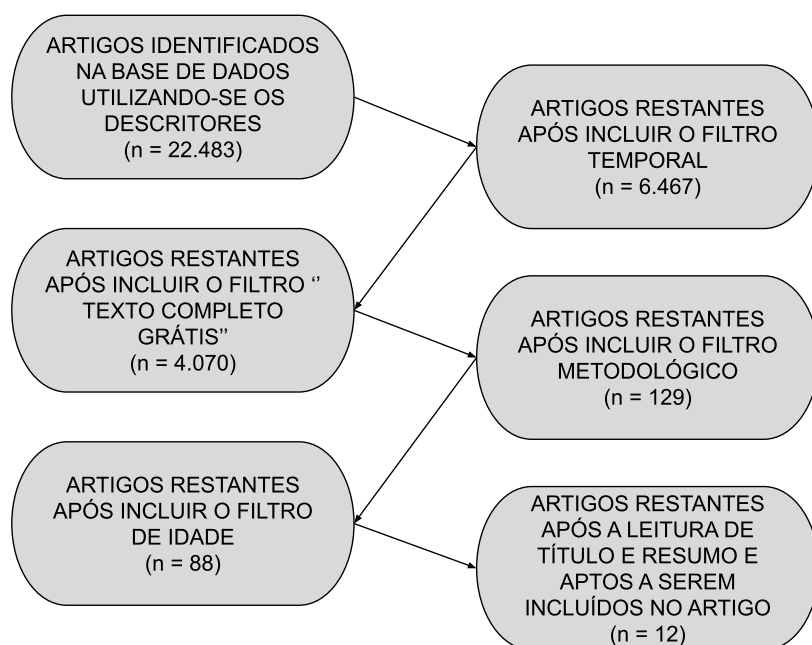 ARTIGOS IDENTIFICADOS
NA BASE DE DADOS
UTILIZANDO-SE OS
DESCRITORES
(n = 22.483)
ARTIGOS RESTANTES
APÓS INCLUIR O FILTRO
TEMPORAL
(n = 6.467)
ARTIGOS RESTANTES
APÓS INCLUIR O FILTRO ‘’
TEXTO COMPLETO
GRÁTIS’’
(n = 4.070)
ARTIGOS RESTANTES
APÓS INCLUIR O FILTRO
METODOLÓGICO
(n = 129)
ARTIGOS RESTANTES
APÓS INCLUIR O FILTRO
DE IDADE
(n = 88)
ARTIGOS RESTANTES
APÓS A LEITURA DE
TÍTULO E RESUMO E
APTOS A SEREM
INCLUÍDOS NO ARTIGO
(n = 12)